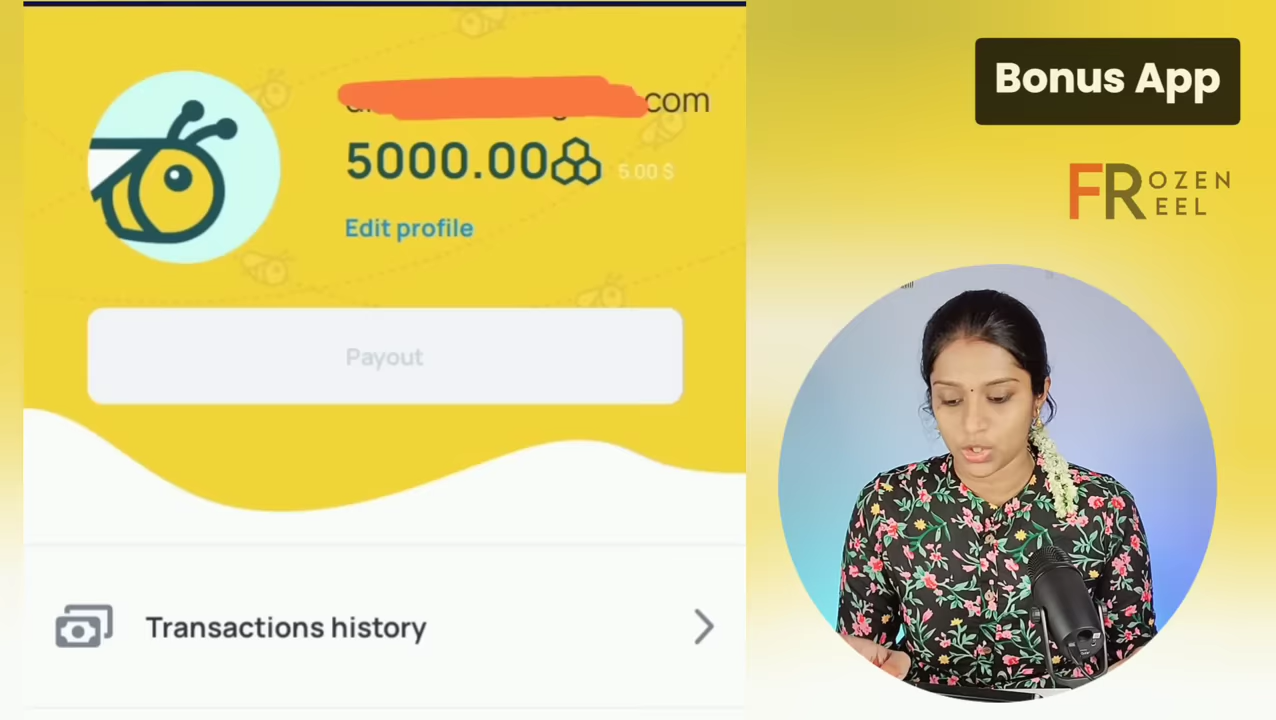 .com
5000.00
5.00 $
Edit profile
Payout
Transactions history
Bonus App
FROZEN
REEL